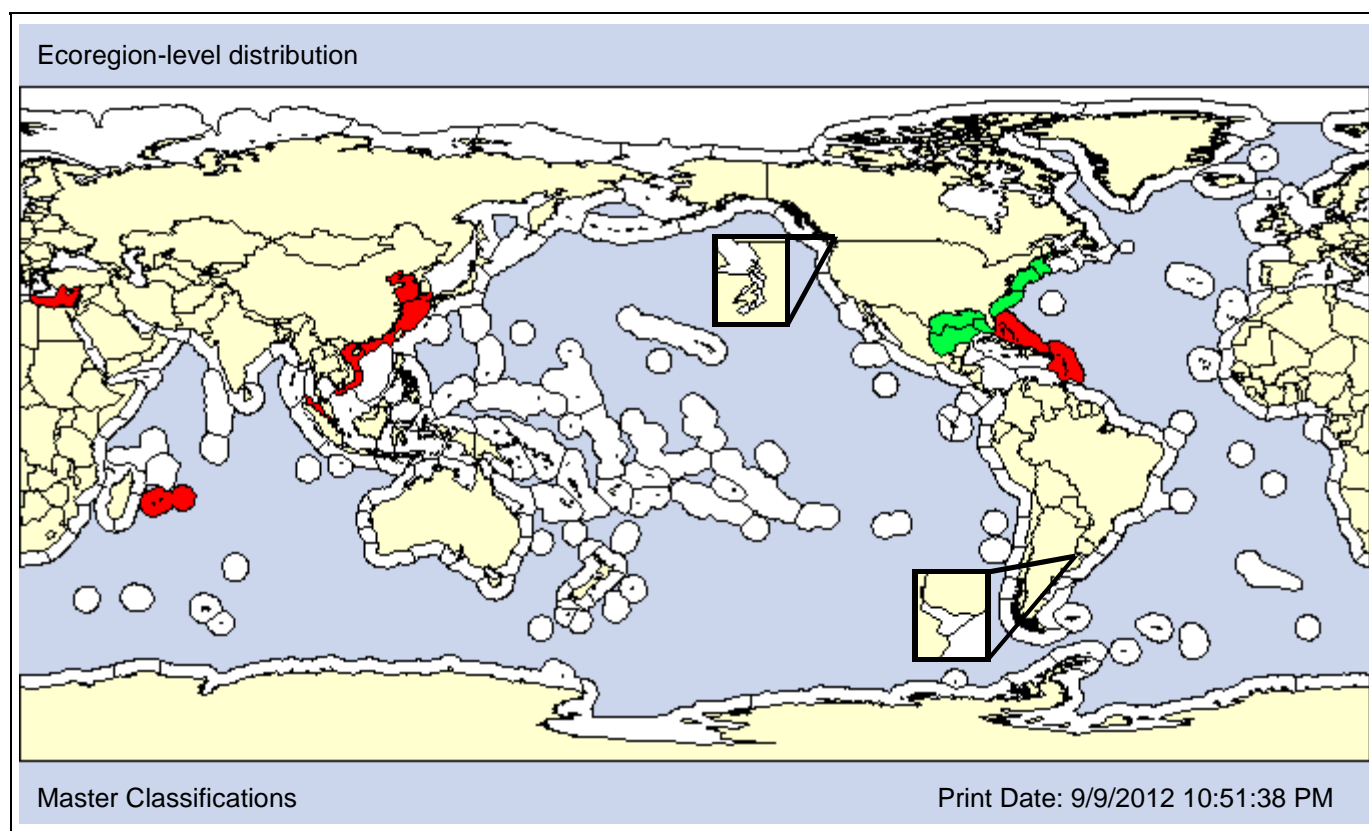 Ecoregion-level distribution
Master Classifications
Print Date: 9/9/2012 10:51:38 PM